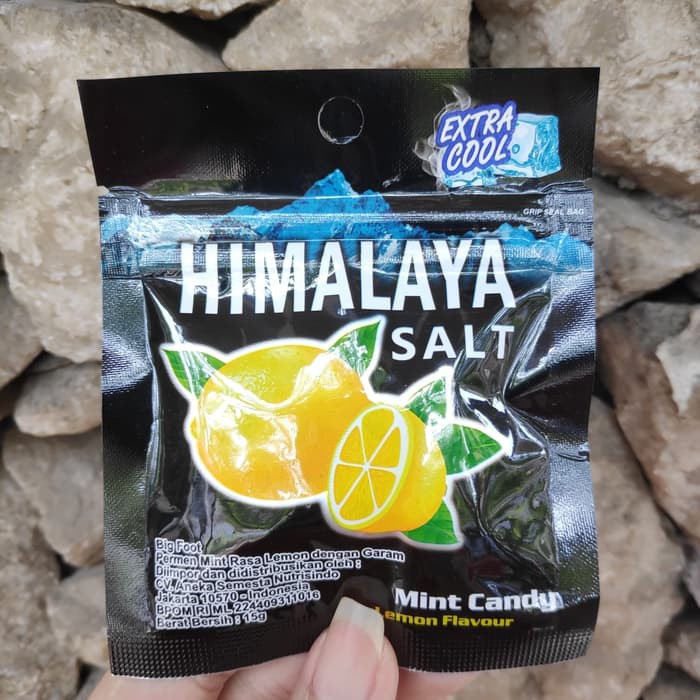 EXTRA
COOL
GRIP SEAL BAG
HIMALAYA
SALT
Big Foot
Permen Mint Rasa Lemon dengan Garam
Diimpor dan didistribusikan oleh :
CV Aneka Semesta Nutrisindo
Jakarta 10570 - Indonesia
BPOM RI ML 224409311016
Berat Bersih : 15g
Mint Candy
Lemon Flavour